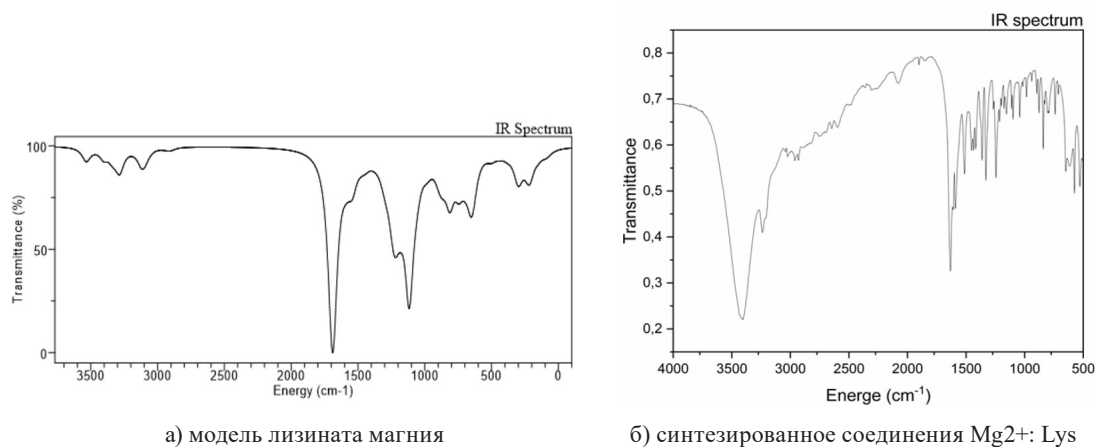 IR Spectrum
100
50
0
Transmittance (%)
3500 3000 2000 1500 1000 500 0
Energy (cm-1)
а) модель лизината магния
IR spectrum
0,8
0,7
0,6
0,5
0,4
0,3
0,2
Transmittance
4000 3500 3000 2500 2000 1500 1000 500
Energe (cm⁻¹)
б) синтезированное соединения Mg2+: Lys